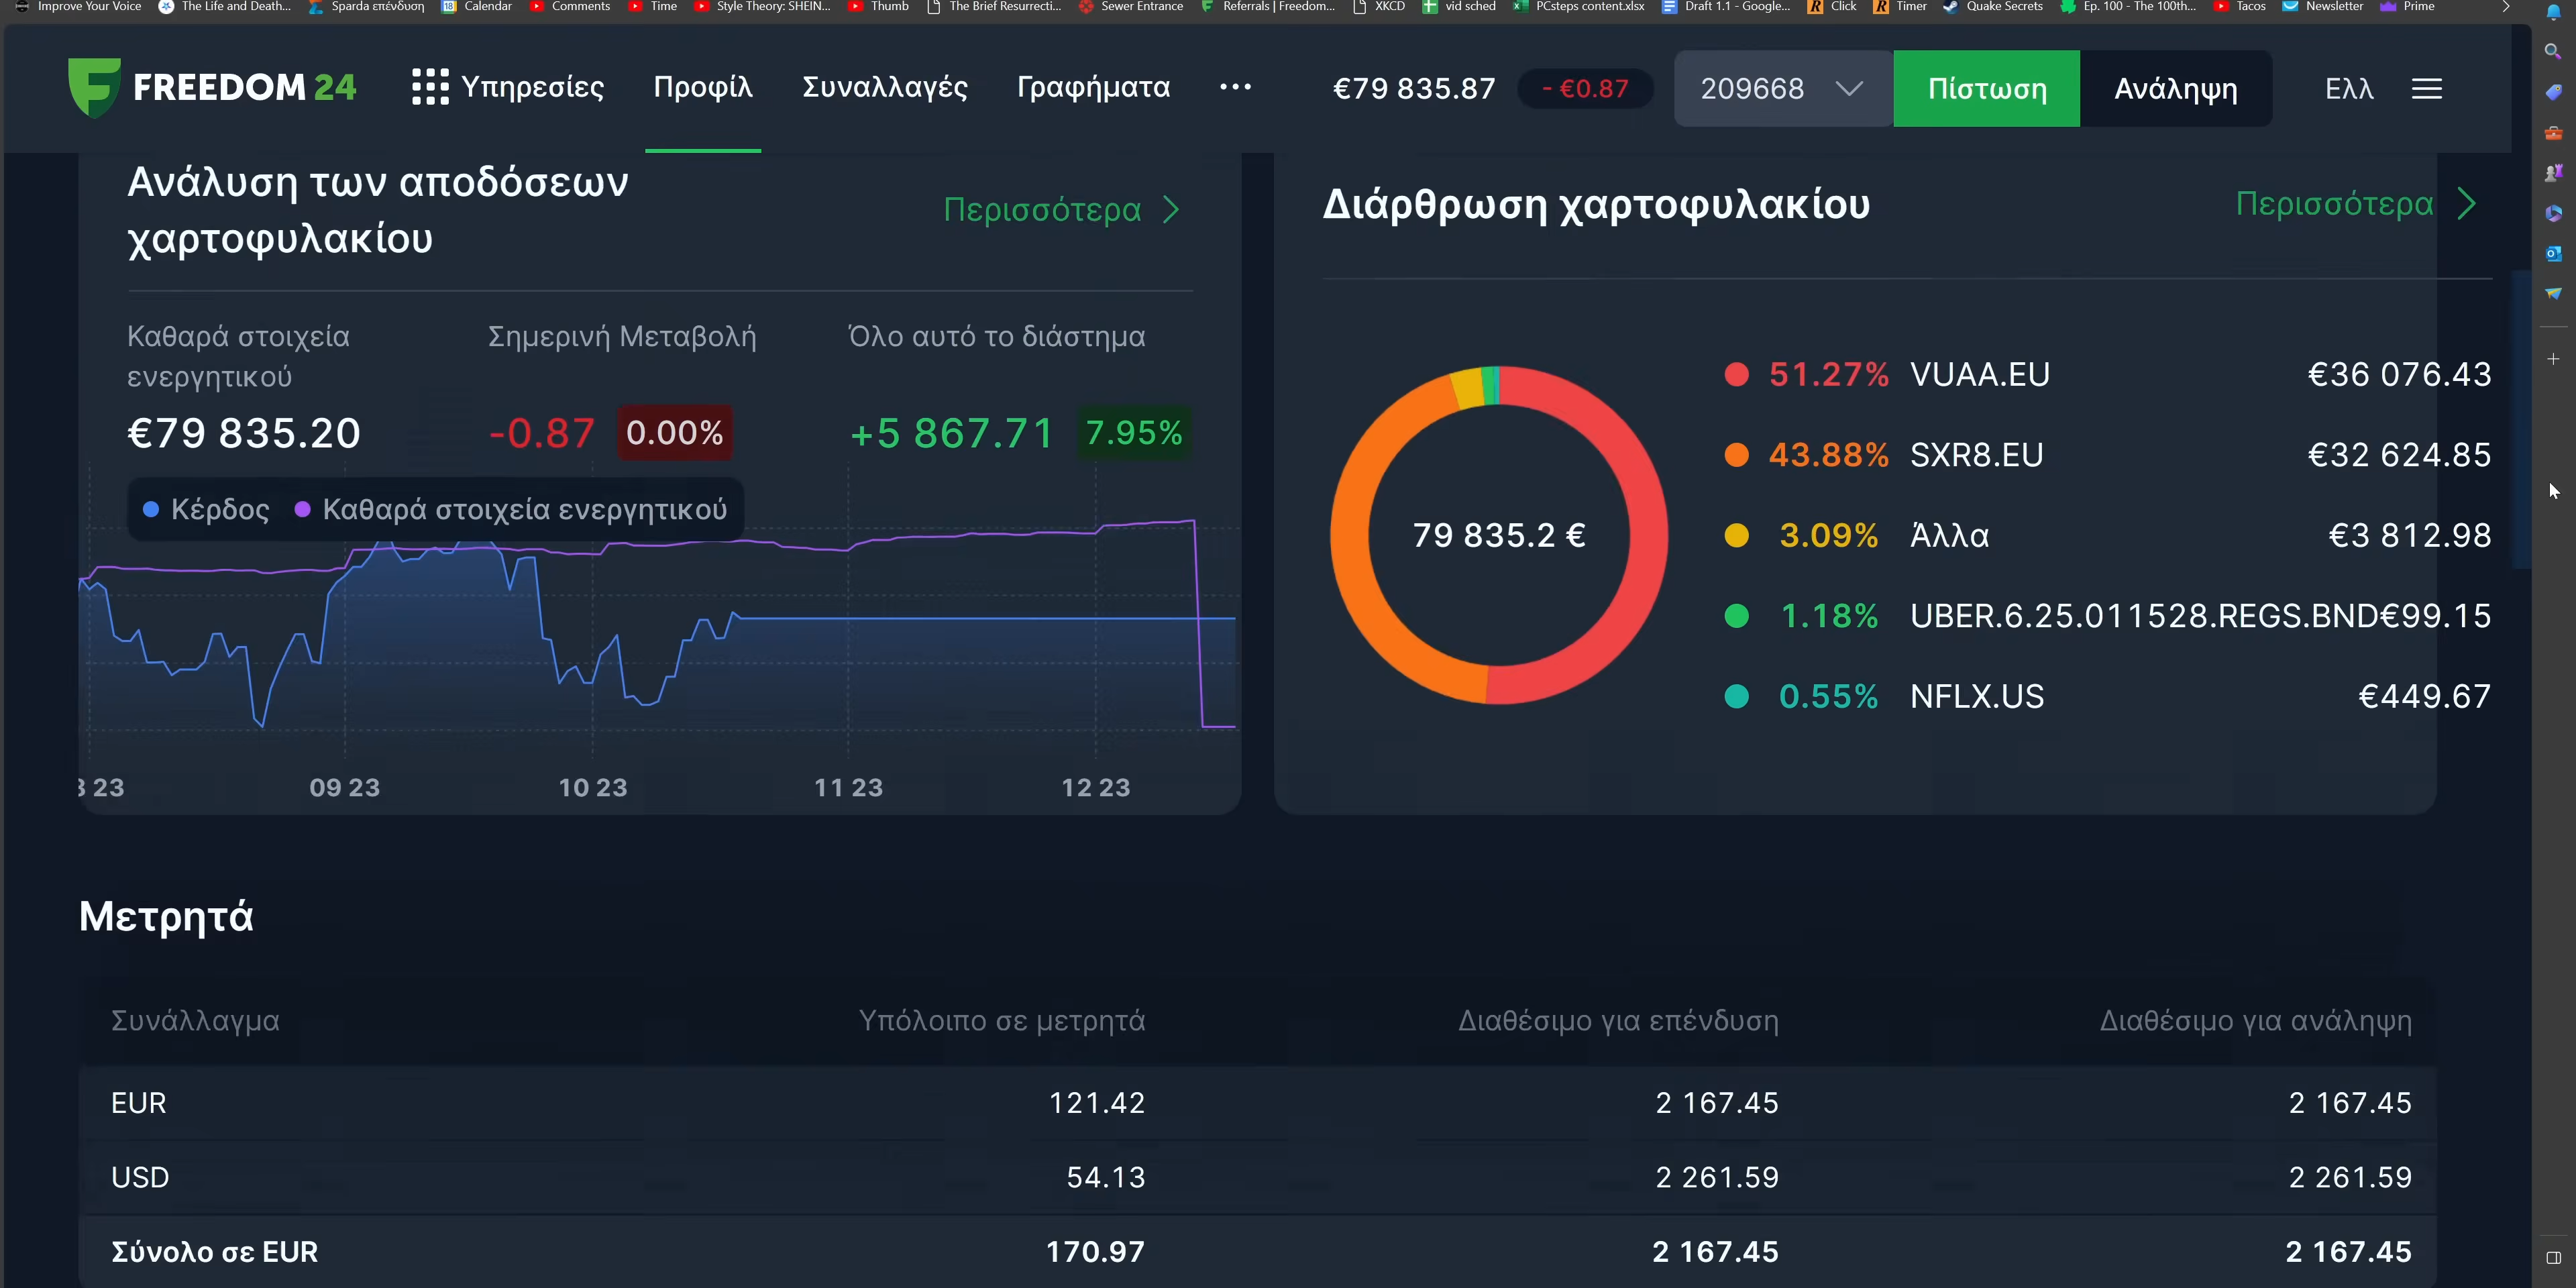 Improve Your Voice The Life and Death... Sparda επένδυση Calendar Comments Time Style Theory: SHEIN... Thumb The Brief Resurrecti... Sewer Entrance Referrals | Freedom... XKCD vid sched PCsteps content.xlsx Draft 1.1 - Google... Click Timer Quake Secrets Ep. 100 - The 100th... Tacos Newsletter Prime
FREEDOM 24 Υπηρεσίες Προφίλ Συναλλαγές Γραφήματα ••• €79 835.87 - €0.87 209668 Πίστωση Ανάληψη Ελλ
Ανάλυση των αποδόσεων
χαρτοφυλακίου
Περισσότερα
Καθαρά στοιχεία
ενεργητικού
Σημερινή Μεταβολή
Όλο αυτό το διάστημα
€79 835.20 -0.87 0.00% +5 867.71 7.95%
Κέρδος Καθαρά στοιχεία ενεργητικού
23 09 23 10 23 11 23 12 23
Διάρθρωση χαρτοφυλακίου Περισσότερα
79 835.2 €
51.27% VUAA.EU €36 076.43
43.88% SXR8.EU €32 624.85
3.09% Άλλα €3 812.98
1.18% UBER.6.25.011528.REGS.BND€99.15
0.55% NFLX.US €449.67
Μετρητά
Συνάλλαγμα Υπόλοιπο σε μετρητά Διαθέσιμο για επένδυση Διαθέσιμο για ανάληψη
EUR 121.42 2 167.45 2 167.45
USD 54.13 2 261.59 2 261.59
Σύνολο σε EUR 170.97 2 167.45 2 167.45